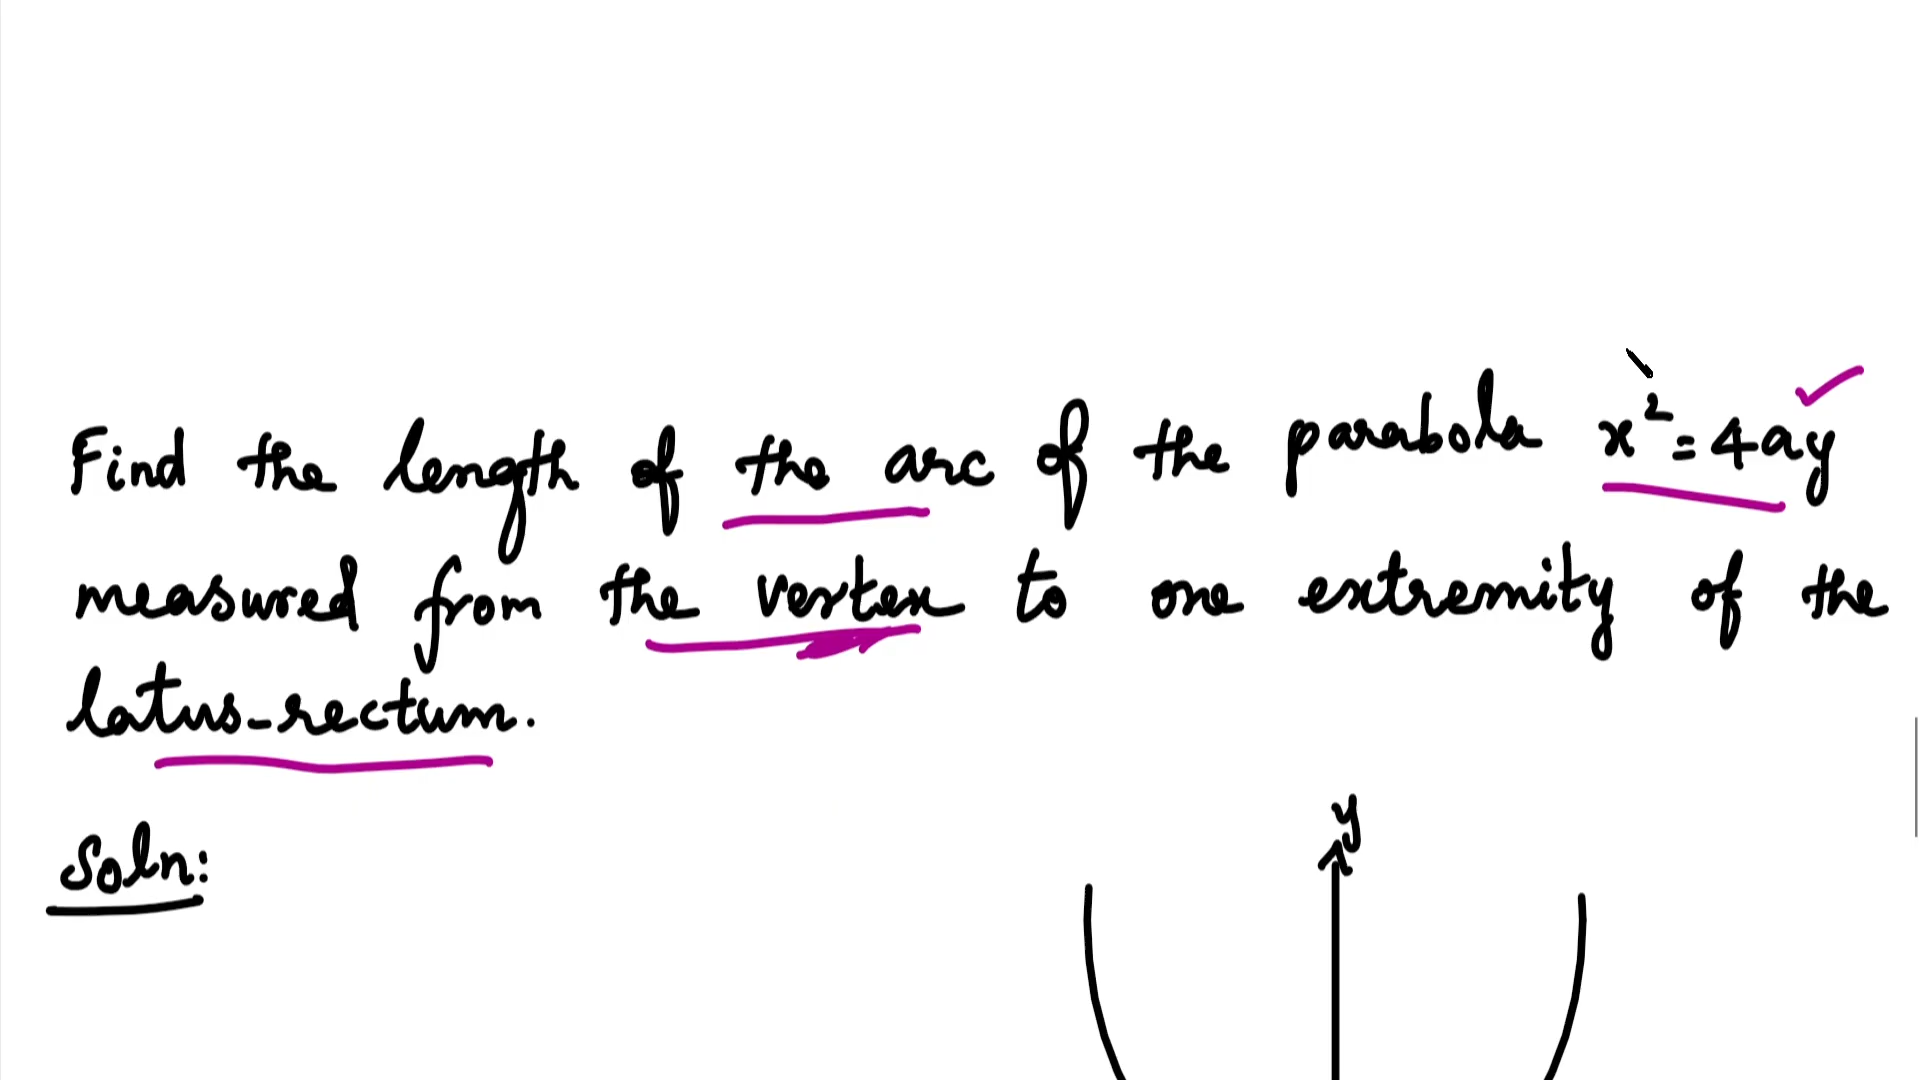 Find the length of the arc of the parabola x² = 4ay
measured from the vertex to one extremity of the
latus-rectum.
Soln:
y